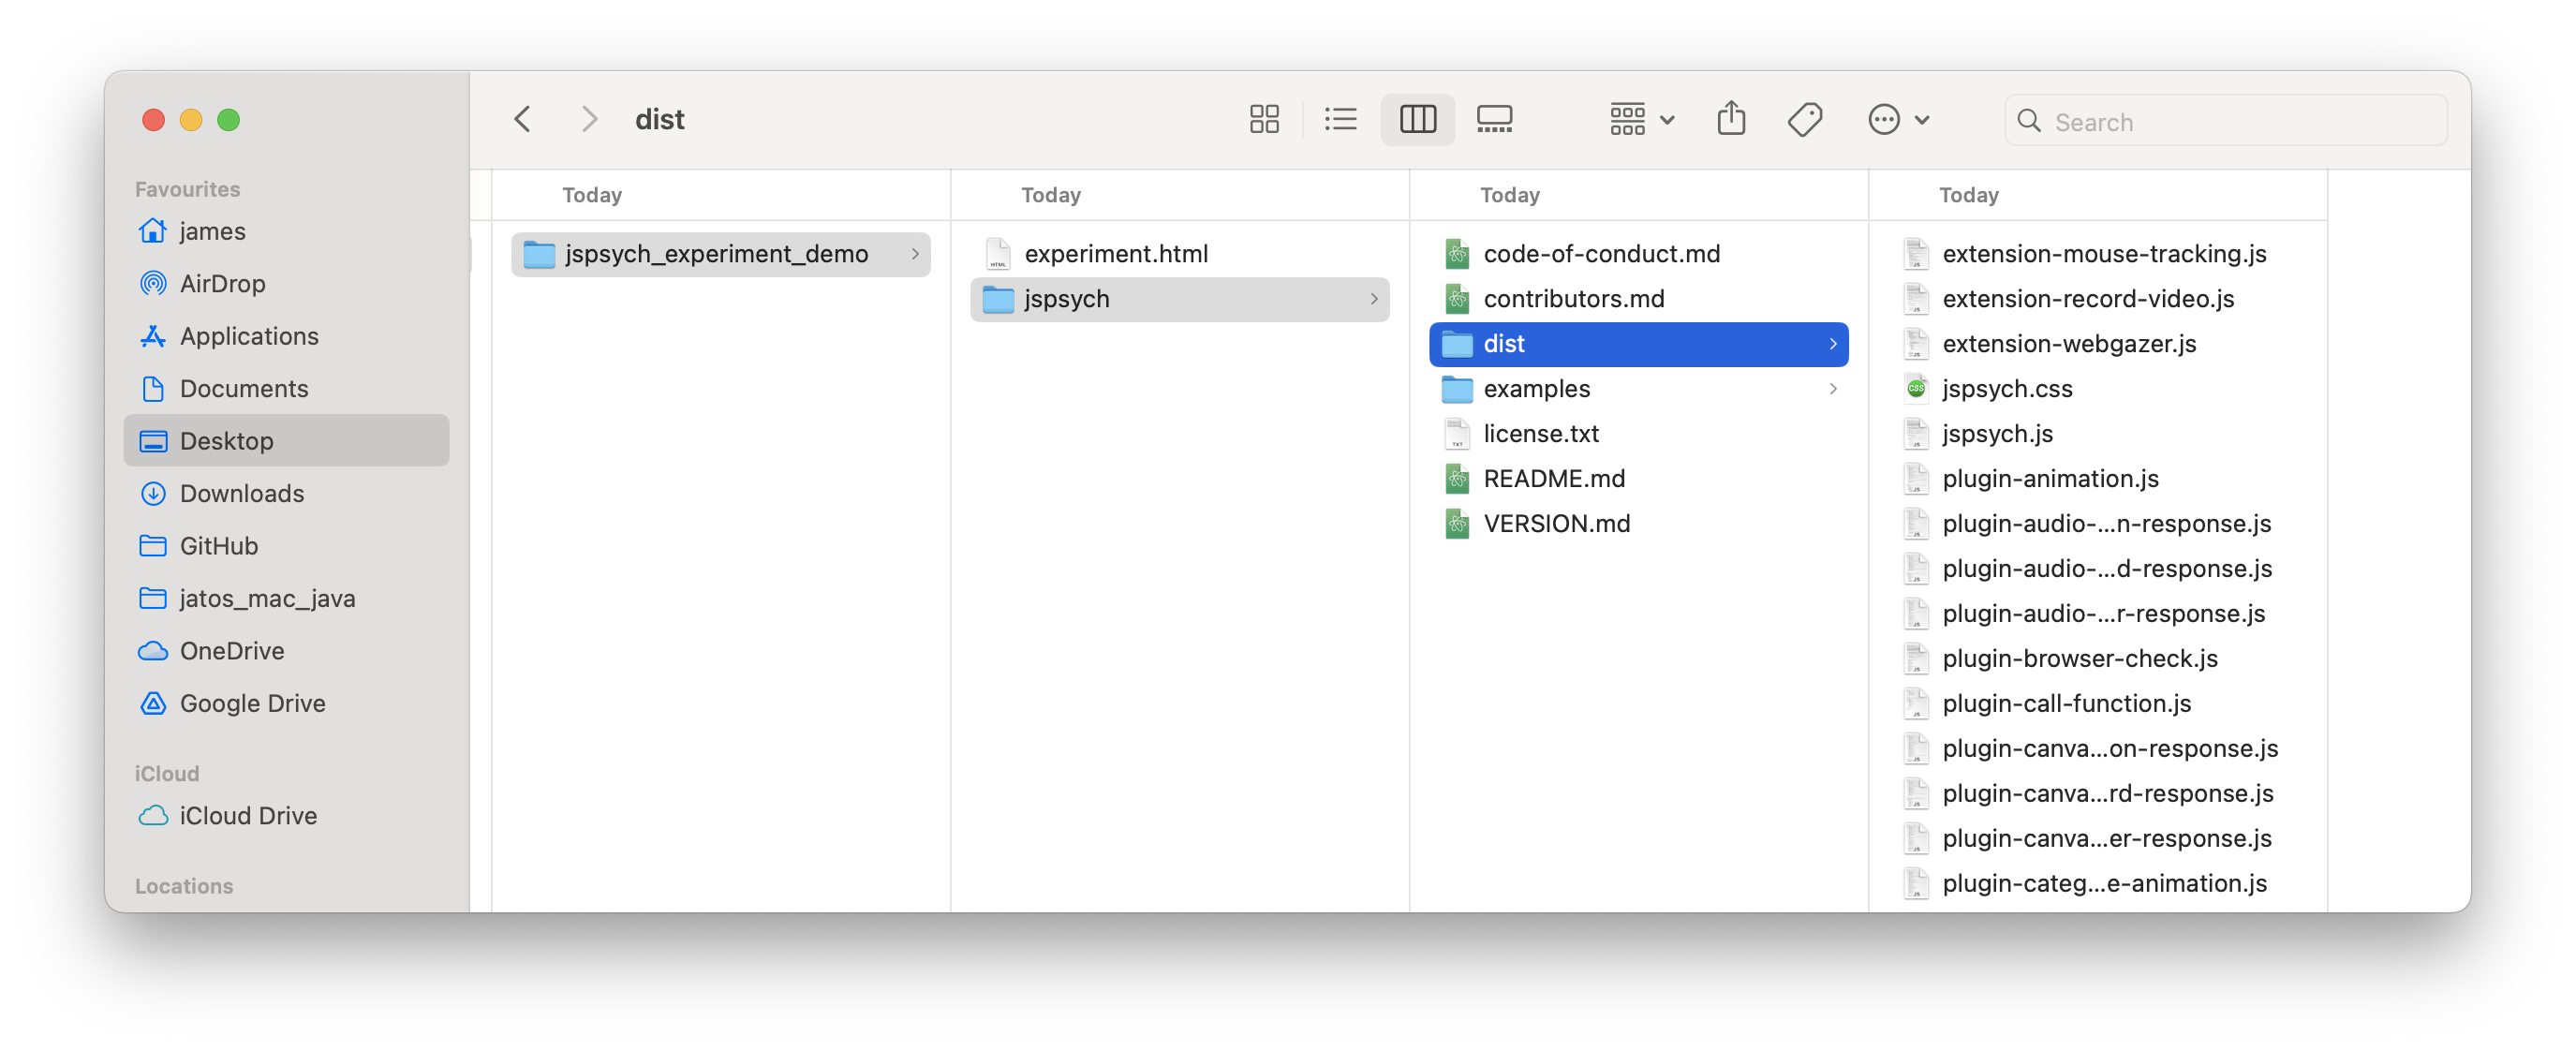 dist
Search
Favourites
james
AirDrop
Applications
Documents
Desktop
Downloads
GitHub
jatos_mac_java
OneDrive
Google Drive
iCloud
iCloud Drive
Locations
Today
jspsych_experiment_demo
Today
experiment.html
HTML
jspsych
Today
code-of-conduct.md
contributors.md
dist
examples
license.txt
TXT
README.md
VERSION.md
Today
extension-mouse-tracking.js
extension-record-video.js
extension-webgazer.js
CSS
jspsych.css
jspsych.js
plugin-animation.js
plugin-audio-...n-response.js
plugin-audio-...d-response.js
plugin-audio-...r-response.js
plugin-browser-check.js
plugin-call-function.js
plugin-canva...on-response.js
plugin-canva...rd-response.js
plugin-canva...er-response.js
plugin-categ...e-animation.js